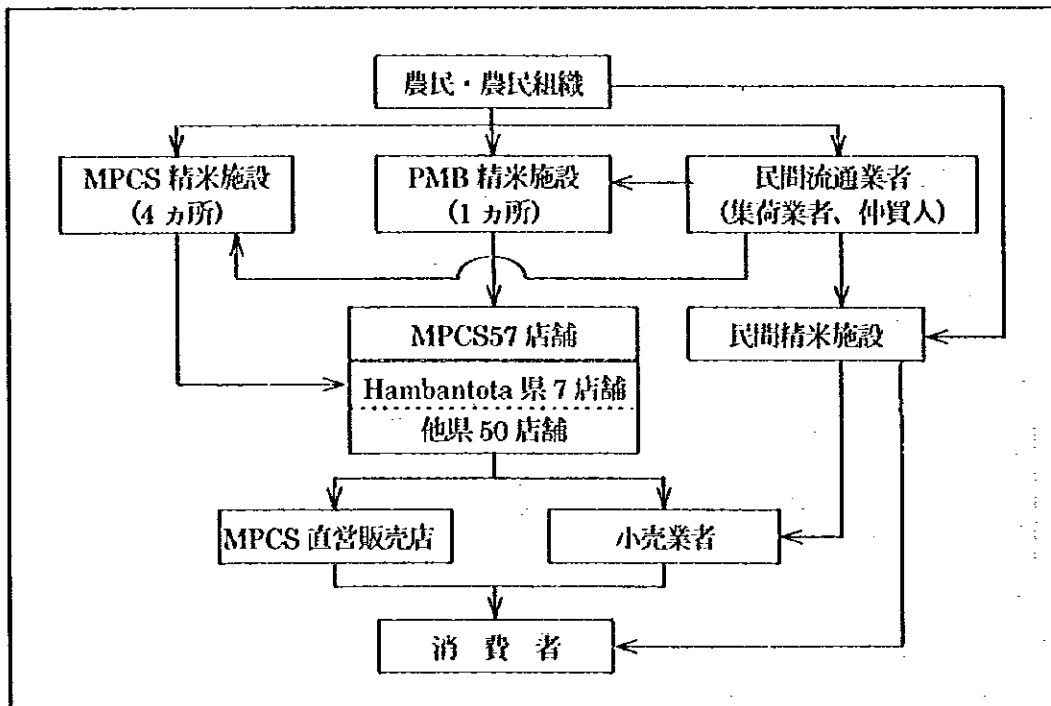 農民・農民組織
MPCS 精米施設
(4 ヵ所)
PMB 精米施設
(1 ヵ所)
民間流通業者
(集荷業者、仲買人)
MPCS57 店舗
Hambantota 県 7 店舗
他県 50 店舗
民間精米施設
MPCS 直営販売店
小売業者
消 費 者